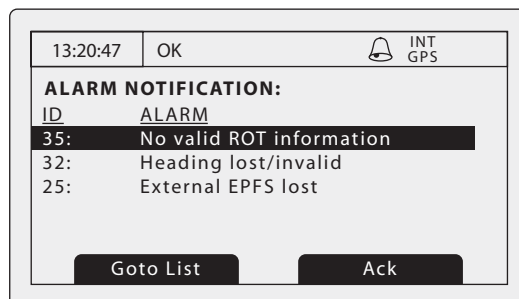 13:20:47 OK INT
GPS
ALARM NOTIFICATION:
ID ALARM
35: No valid ROT information
32: Heading lost/invalid
25: External EPFS lost
Goto List Ack